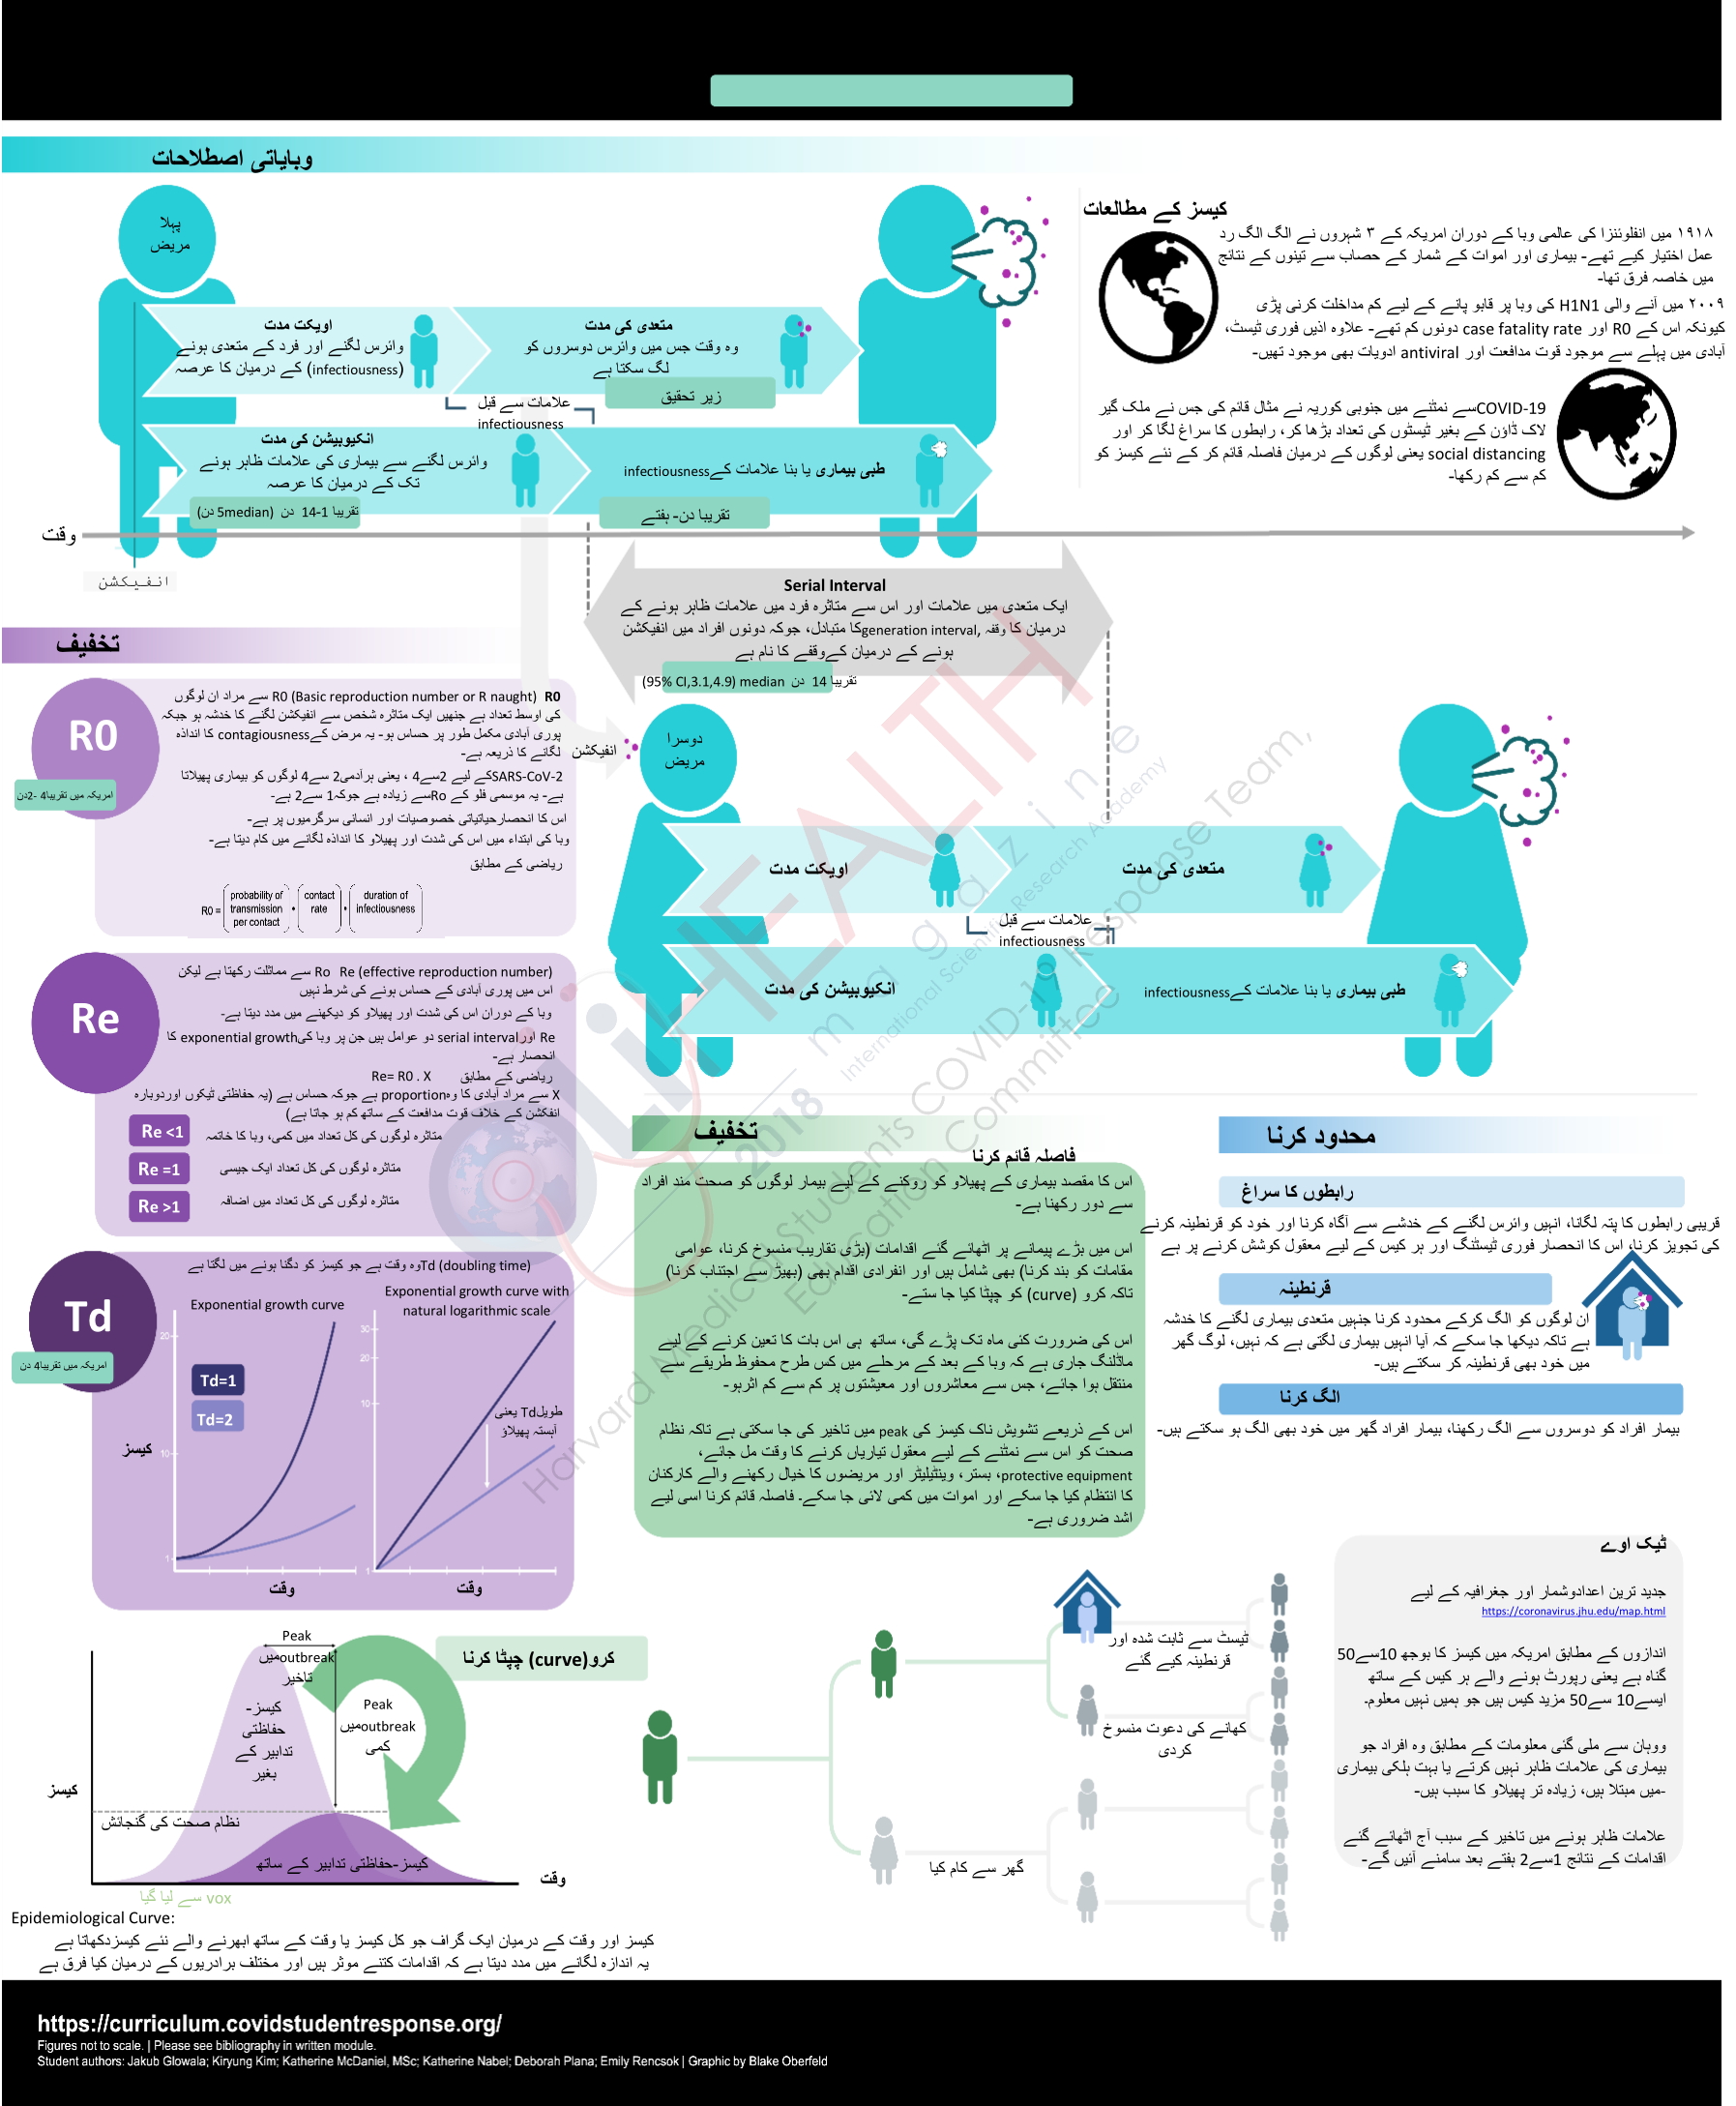 وبایاتی اصطلاحات
پہلا
مریض
اویکت مدت
وائرس لگنے اور فرد کے متعدی ہونے
(infectiousness) کے درمیان کا عرصہ
متعدی کی مدت
وہ وقت جس میں وائرس دوسروں کو
لگ سکتا ہے
زیر تحقیق
علامات سے قبل
infectiousness
انکیوبیشن کی مدت
وائرس لگنے سے بیماری کی علامات ظاہر ہونے
تک کے درمیان کا عرصہ
تقریبا 1-14 دن (5median دن)
طبی بیماری یا بنا علامات کے infectiousness
تقریبا دن- ہفتے
وقت
انفیکشن
کیسز کے مطالعات
۱۹۱۸ میں انفلوئنزا کی عالمی وبا کے دوران امریکہ کے ۳ شہروں نے الگ الگ رد
عمل اختیار کیے تھے- بیماری اور اموات کے شمار کے حصاب سے تینوں کے نتائج
میں خاصہ فرق تھا-
۲۰۰۹ میں آنے والی H1N1 کی وبا پر قابو پانے کے لیے کم مداخلت کرنی پڑی
کیونکہ اس کے R0 اور case fatality rate دونوں کم تھے- علاوہ اذیں فوری ٹیسٹ،
آبادی میں پہلے سے موجود قوت مدافعت اور antiviral ادویات بھی موجود تھیں-
COVID-19سے نمٹنے میں جنوبی کوریہ نے مثال قائم کی جس نے ملک گیر
لاک ڈاؤن کے بغیر ٹیسٹوں کی تعداد بڑھا کر، رابطوں کا سراغ لگا کر اور
social distancing یعنی لوگوں کے درمیان فاصلہ قائم کر کے نئے کیسز کو
کم سے کم رکھا-
Serial Interval
ایک متعدی میں علامات اور اس سے متاثرہ فرد میں علامات ظاہر ہونے کے
درمیان کا وقفہ ,generation intervalکا متبادل، جوکہ دونوں افراد میں انفیکشن
ہونے کے درمیان کےوقفے کا نام ہے
تقریبا 14 دن median (95% CI,3.1,4.9)
تخفیف
R0
امریکہ میں تقریبا4 -2دن
R0 R0 (Basic reproduction number or R naught) سے مراد ان لوگوں
کی اوسط تعداد ہے جنھیں ایک متاثرہ شخص سے انفیکشن لگنے کا خدشہ ہو جبکہ
پوری آبادی مکمل طور پر حساس ہو- یہ مرض کےcontagiousness کا انداذہ
لگانے کا ذریعہ ہے-
SARS-CoV-2کے لیے 2سے4 ، یعنی ہرآدمی2 سے4 لوگوں کو بیماری پھیلاتا
ہے- یہ موسمی فلو کے Roسے زیادہ ہے جوکہ1 سے2 ہے-
اس کا انحصارحیاتیاتی خصوصیات اور انسانی سرگرمیوں پر ہے-
وبا کی ابتداء میں اس کی شدت اور پھیلاو کا انداذہ لگانے میں کام دیتا ہے-
ریاضی کے مطابق
R0 = (probability of transmission per contact) • (contact rate) • (duration of infectiousness)
انفیکشن
دوسرا
مریض
اویکت مدت
متعدی کی مدت
علامات سے قبل
infectiousness
انکیوبیشن کی مدت
طبی بیماری یا بنا علامات کے infectiousness
Re
Ro Re (effective reproduction number) سے مماثلت رکھتا ہے لیکن
اس میں پوری آبادی کے حساس ہونے کی شرط نہیں
وبا کے دوران اس کی شدت اور پھیلاو کو دیکھنے میں مدد دیتا ہے-
Re اور serial interval دو عوامل ہیں جن پر وبا کی exponential growth کا
انحصار ہے-
ریاضی کے مطابق Re= R0 . X
X سے مراد آبادی کا وہ proportion ہے جوکہ حساس ہے (یہ حفاظتی ٹیکوں اوردوبارہ
انفکشن کے خلاف قوت مدافعت کے ساتھ کم ہو جاتا ہے)
Re <1 متاثرہ لوگوں کی کل تعداد میں کمی، وبا کا خاتمہ
Re =1 متاثرہ لوگوں کی کل تعداد ایک جیسی
Re >1 متاثرہ لوگوں کی کل تعداد میں اضافہ
Td
امریکہ میں تقریبا4 دن
Td (doubling time)وہ وقت ہے جو کیسز کو دگنا ہونے میں لگتا ہے
Exponential growth curve
20
10
1
Td=1
Td=2
کیسز
وقت
Exponential growth curve with
natural logarithmic scale
30
20
10
1
طویلTd یعنی
آہستہ پھیلاؤ
وقت
تخفیف
فاصلہ قائم کرنا
اس کا مقصد بیماری کے پھیلاو کو روکنے کے لیے بیمار لوگوں کو صحت مند افراد
سے دور رکھنا ہے-
اس میں بڑے پیمانے پر اٹھائے گئے اقدامات (بڑی تقاریب منسوخ کرنا، عوامی
مقامات کو بند کرنا) بھی شامل ہیں اور انفرادی اقدام بھی (بھیڑ سے اجتناب کرنا)
تاکہ کرو (curve) کو چپٹا کیا جا ستے-
اس کی ضرورت کئی ماہ تک پڑے گی، ساتھ ہی اس بات کا تعین کرنے کے لیے
ماڈلنگ جاری ہے کہ وبا کے بعد کے مرحلے میں کس طرح محفوظ طریقے سے
منتقل ہوا جائے، جس سے معاشروں اور معیشتوں پر کم سے کم اثرہو-
اس کے ذریعے تشویش ناک کیسز کی peak میں تاخیر کی جا سکتی ہے تاکہ نظام
صحت کو اس سے نمٹنے کے لیے معقول تیاریاں کرنے کا وقت مل جائے،
protective equipment، بستر، وینٹیلیٹر اور مریضوں کا خیال رکھنے والے کارکنان
کا انتظام کیا جا سکے اور اموات میں کمی لائی جا سکے۔ فاصلہ قائم کرنا اسی لیے
اشد ضروری ہے-
محدود کرنا
رابطوں کا سراغ
قریبی رابطوں کا پتہ لگانا، انہیں وائرس لگنے کے خدشے سے آگاہ کرنا اور خود کو قرنطینہ کرنے
کی تجویز کرنا، اس کا انحصار فوری ٹیسٹنگ اور ہر کیس کے لیے معقول کوشش کرنے پر ہے
قرنطینہ
ان لوگوں کو الگ کرکے محدود کرنا جنہیں متعدی بیماری لگنے کا خدشہ
ہے تاکہ دیکھا جا سکے کہ آیا انہیں بیماری لگتی ہے کہ نہیں، لوگ گھر
میں خود بھی قرنطینہ کر سکتے ہیں-
الگ کرنا
بیمار افراد کو دوسروں سے الگ رکھنا، بیمار افراد گھر میں خود بھی الگ ہو سکتے ہیں-
ٹیک اوے
جدید ترین اعدادوشمار اور جغرافیہ کے لیے
https://coronavirus.jhu.edu/map.html
اندازوں کے مطابق امریکہ میں کیسز کا بوجھ 10سے50
گناہ ہے یعنی رپورٹ ہونے والے ہر کیس کے ساتھ
ایسے10 سے50 مزید کیس ہیں جو ہمیں نہیں معلوم۔
ووہان سے ملی گئی معلومات کے مطابق وہ افراد جو
بیماری کی علامات ظاہر نہیں کرتے یا بہت ہلکی بیماری
-میں مبتلا ہیں، زیادہ تر پھیلاو کا سبب ہیں-
علامات ظاہر ہونے میں تاخیر کے سبب آج اٹھائے گئے
اقدامات کے نتائج 1سے2 ہفتے بعد سامنے آئیں گے-
کرو(curve) چپٹا کرنا
Peak
outbreakمیں
تاخیر
Peak
outbreakمیں
کمی
کیسز-
حفاظتی
تدابیر کے
بغیر
کیسز
نظام صحت کی گنجائش
کیسز-حفاظتی تدابیر کے ساتھ
وقت
vox سے لیا گیا
ٹیسٹ سے ثابت شدہ اور
قرنطینہ کیے گئے
کھانے کی دعوت منسوخ
کردی
گھر سے کام کیا
Epidemiological Curve:
کیسز اور وقت کے درمیان ایک گراف جو کل کیسز یا وقت کے ساتھ ابھرنے والے نئے کیسزدکھاتا ہے
یہ اندازہ لگانے میں مدد دیتا ہے کہ اقدامات کتنے موثر ہیں اور مختلف برادریوں کے درمیان کیا فرق ہے
HEALTH
magazine
2018
International Scientific Research Academy
Harvard Medical Students COVID-19 Response Team,
Education Committee
https://curriculum.covidstudentresponse.org/
Figures not to scale. | Please see bibliography in written module.
Student authors: Jakub Glowala; Kiryung Kim; Katherine McDaniel, MSc; Katherine Nabel; Deborah Plana; Emily Rencsok | Graphic by Blake Oberfeld